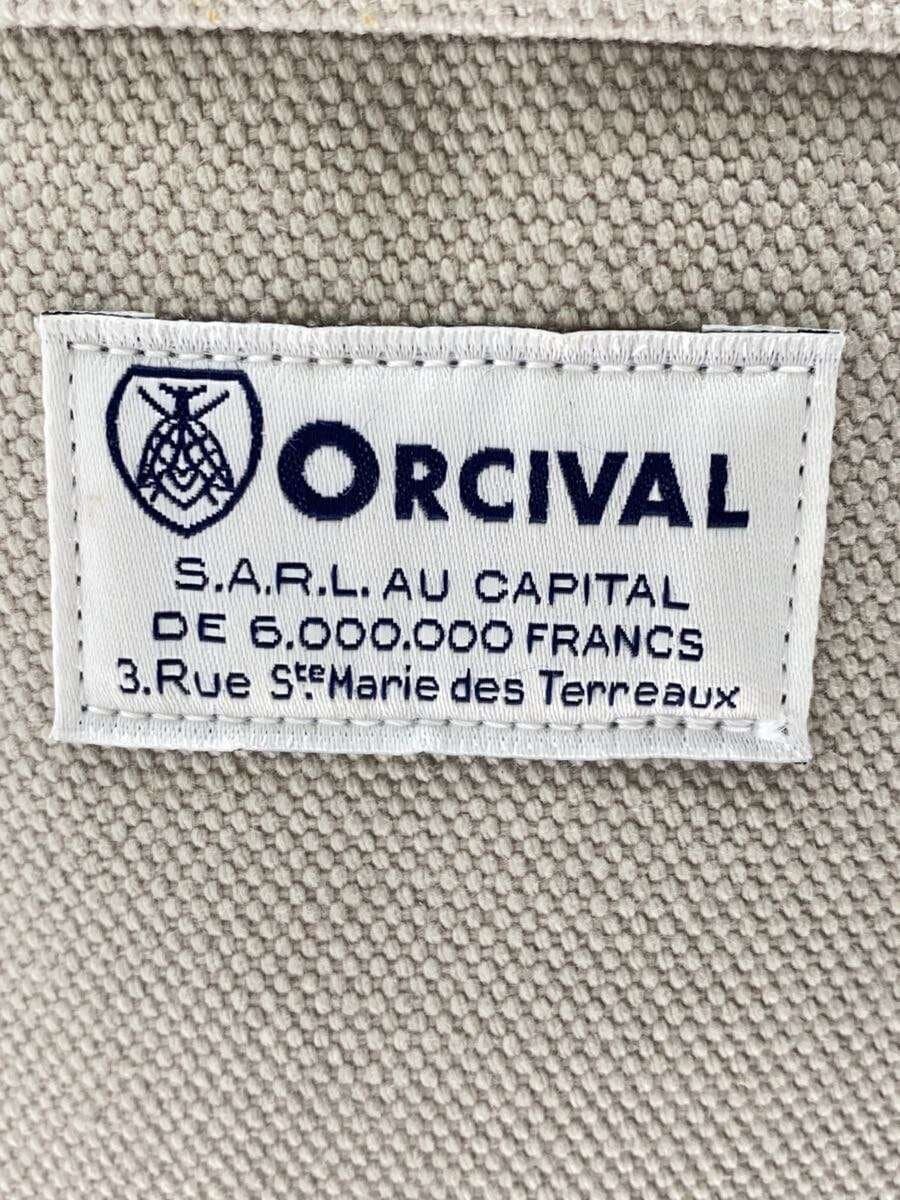 ORCIVAL
S.A.R.L. AU CAPITAL
DE 6.000.000 FRANCS
3.Rue Ste.Marie des Terreaux